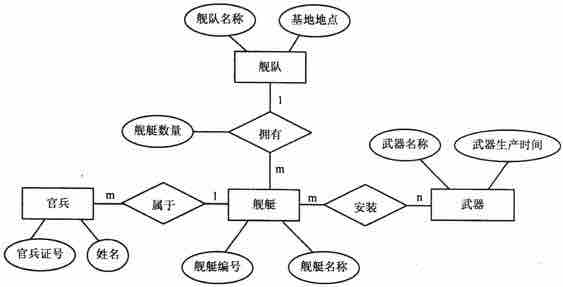 舰队名称 基地地点
舰队
1
舰艇数量 拥有
m
武器名称 武器生产时间
官兵 m 属于 1 舰艇 m 安装 n 武器
官兵证号 姓名
舰艇编号 舰艇名称